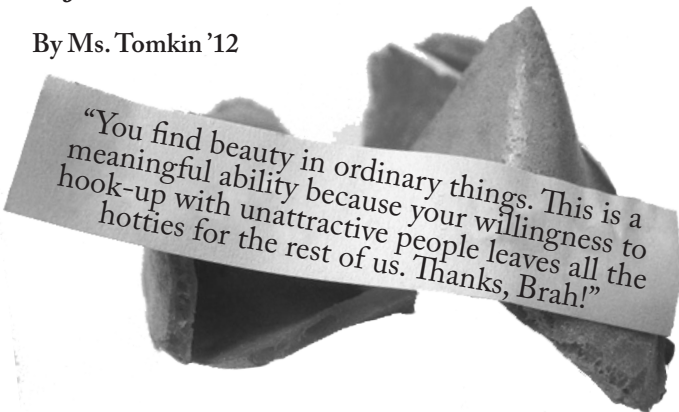 By Ms. Tomkin ’12
“You find beauty in ordinary things. This is a
meaningful ability because your willingness to
hook-up with unattractive people leaves all the
hotties for the rest of us. Thanks, Brah!”